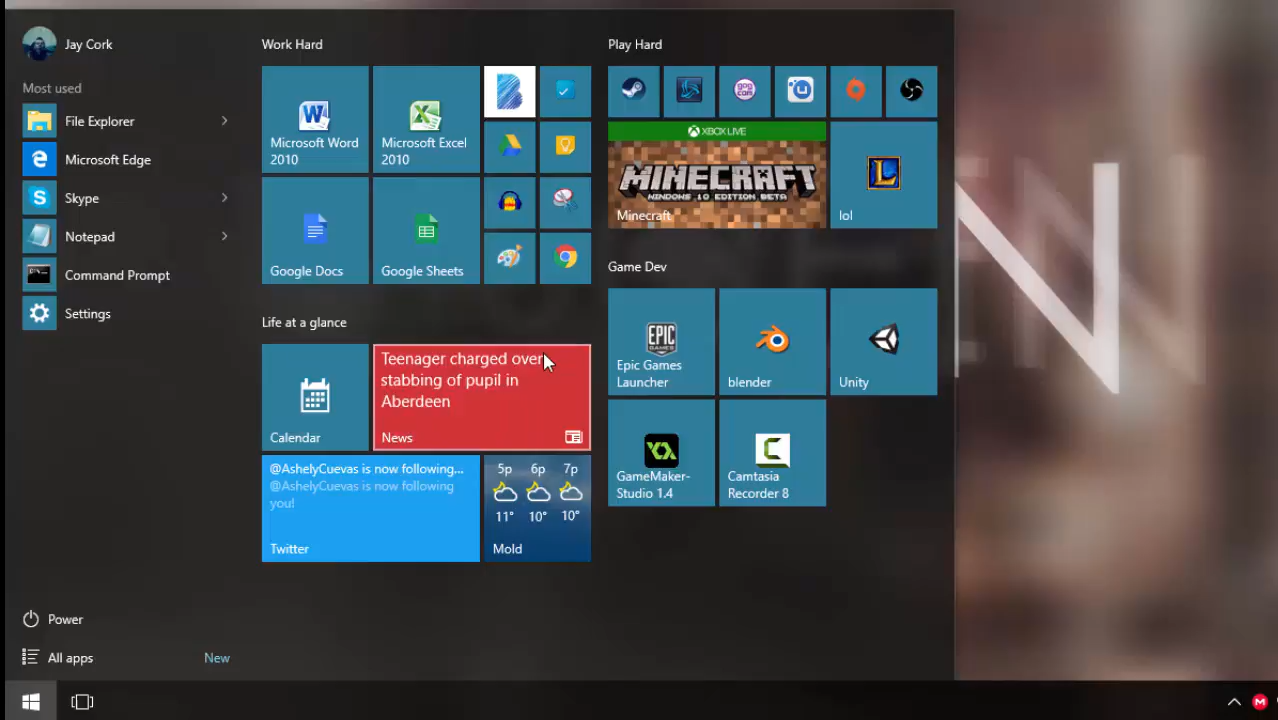 Jay Cork
Most used
File Explorer
Microsoft Edge
Skype
Notepad
Command Prompt
Settings
Power
All apps
New
Work Hard
Microsoft Word
2010
Microsoft Excel
2010
Google Docs
Google Sheets
Life at a glance
Calendar
Teenager charged over
stabbing of pupil in
Aberdeen
News
@AshelyCuevas is now following...
@AshelyCuevas is now following
you!
Twitter
5p 6p 7p
11° 10° 10°
Mold
Play Hard
GOG
COM
XBOX LIVE
MINECRAFT
WINDOWS 10 EDITION BETA
Minecraft
L
lol
Game Dev
EPIC
GAMES
Epic Games
Launcher
blender
Unity
GameMaker-
Studio 1.4
Camtasia
Recorder 8